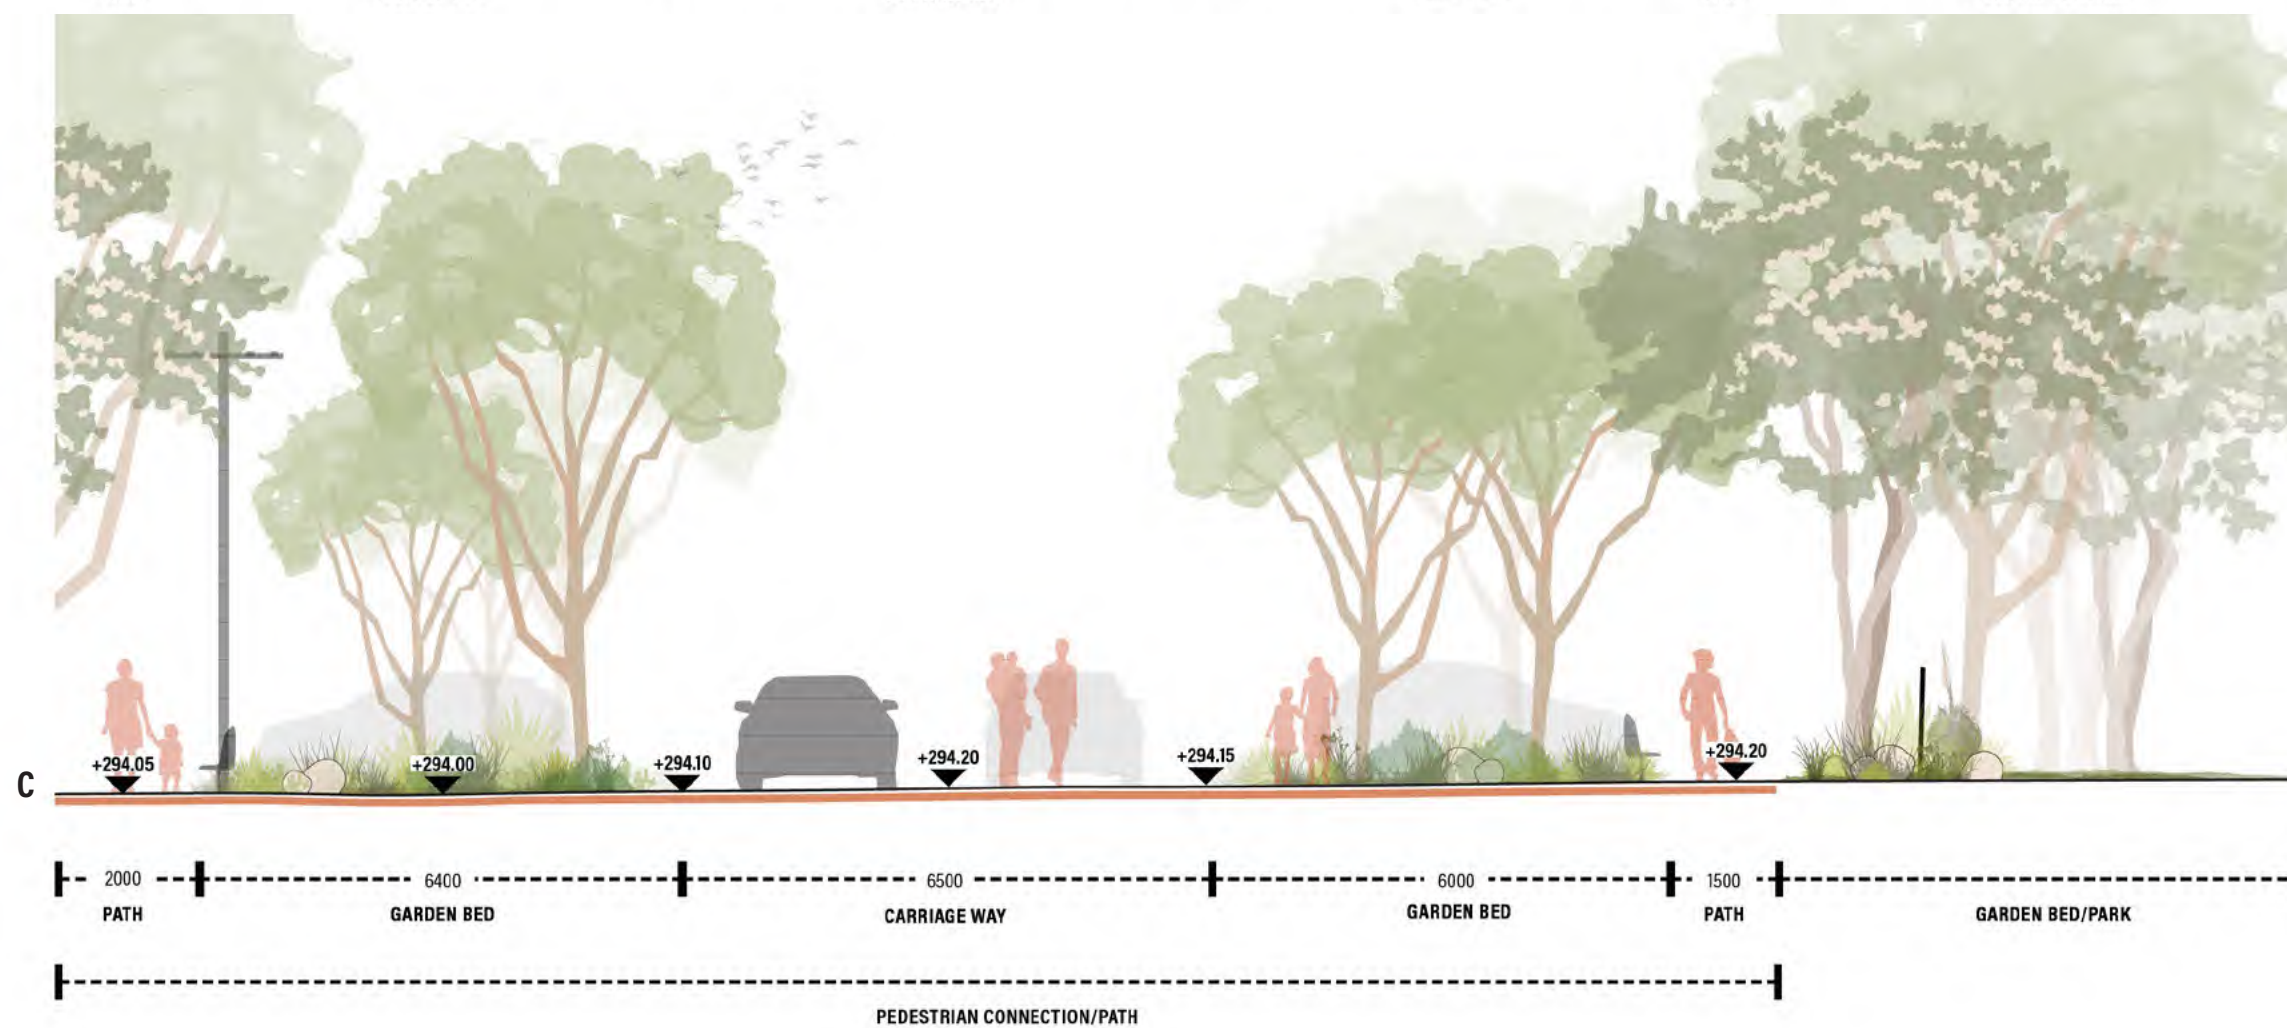 +294.05
+294.00
+294.10
+294.20
+294.15
+294.20
C
2000
6400
6500
6000
1500
PATH
GARDEN BED
CARRIAGE WAY
GARDEN BED
PATH
GARDEN BED/PARK
PEDESTRIAN CONNECTION/PATH